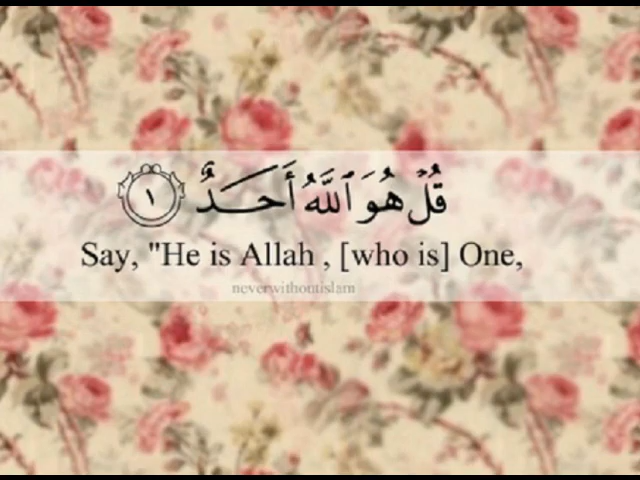 قُلْ هُوَ ٱللَّهُ أَحَدٌ ١
Say, "He is Allah , [who is] One,
neverwithoutislam